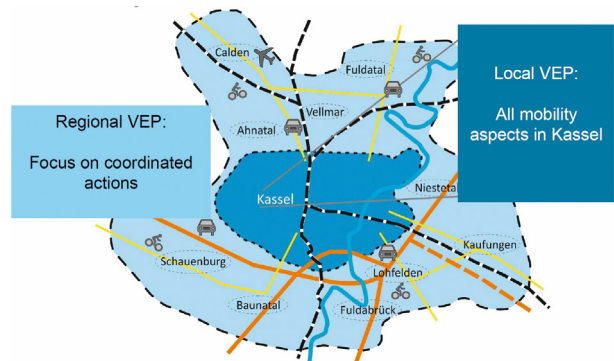 Calden
Fuldatal
Local VEP:
All mobility
aspects in Kassel
Vellmar
Regional VEP:
Ahnatal
Focus on coordinated
actions
Kassel
Niestetal
Kaufungen
Schauenburg
Lohfelden
Baunatal
Fuldabrück